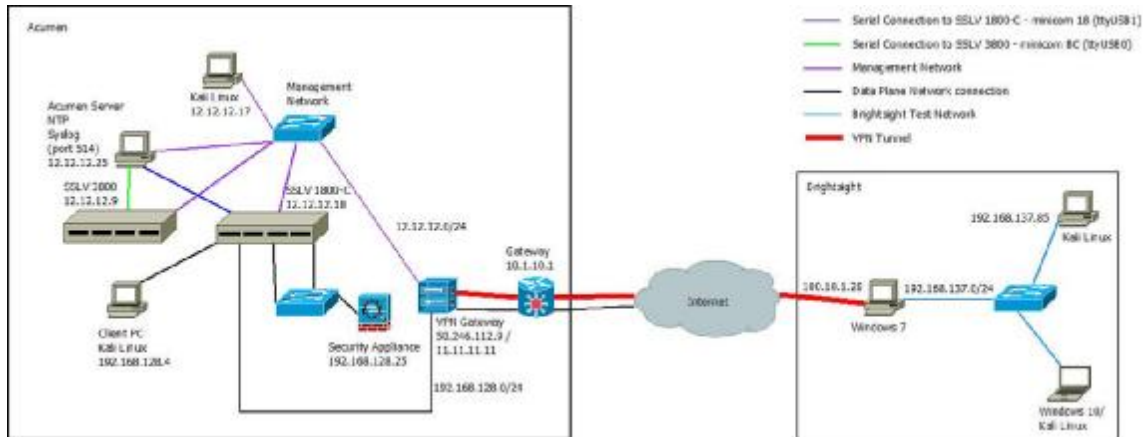 Acumen
Kali Linux
12.12.12.17
Management
Network
Acumen Server
NTP
Syslog
(port 514)
12.12.12.25
SSLV 3800
12.12.12.9
SSLV 1800-C
12.12.12.18
12.12.12.0/24
Gateway
10.1.10.1
Client PC
Kali Linux
192.168.128.4
Security Appliance
192.168.128.25
VPN Gateway
50.246.112.9 /
11.11.11.11
192.168.128.0/24
Internet
Serial Connection to SSLV 1800-C - minicom 18 (ttyUSB1)
Serial Connection to SSLV 3800 - minicom 8C (ttyUSB0)
Management Network
Data Plane Network connection
Brightsight Test Network
VPN Tunnel
Brightsight
192.168.137.85
Kali Linux
192.168.137.0/24
Windows 7
Windows 10/
Kali Linux